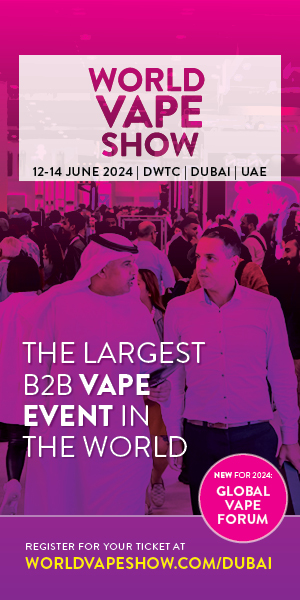 WORLD
VAPE
SHOW
12-14 JUNE 2024 | DWTC | DUBAI | UAE
THE LARGEST
B2B VAPE
EVENT IN
THE WORLD
NEW FOR 2024:
GLOBAL
VAPE
FORUM
REGISTER FOR YOUR TICKET AT
WORLDVAPESHOW.COM/DUBAI